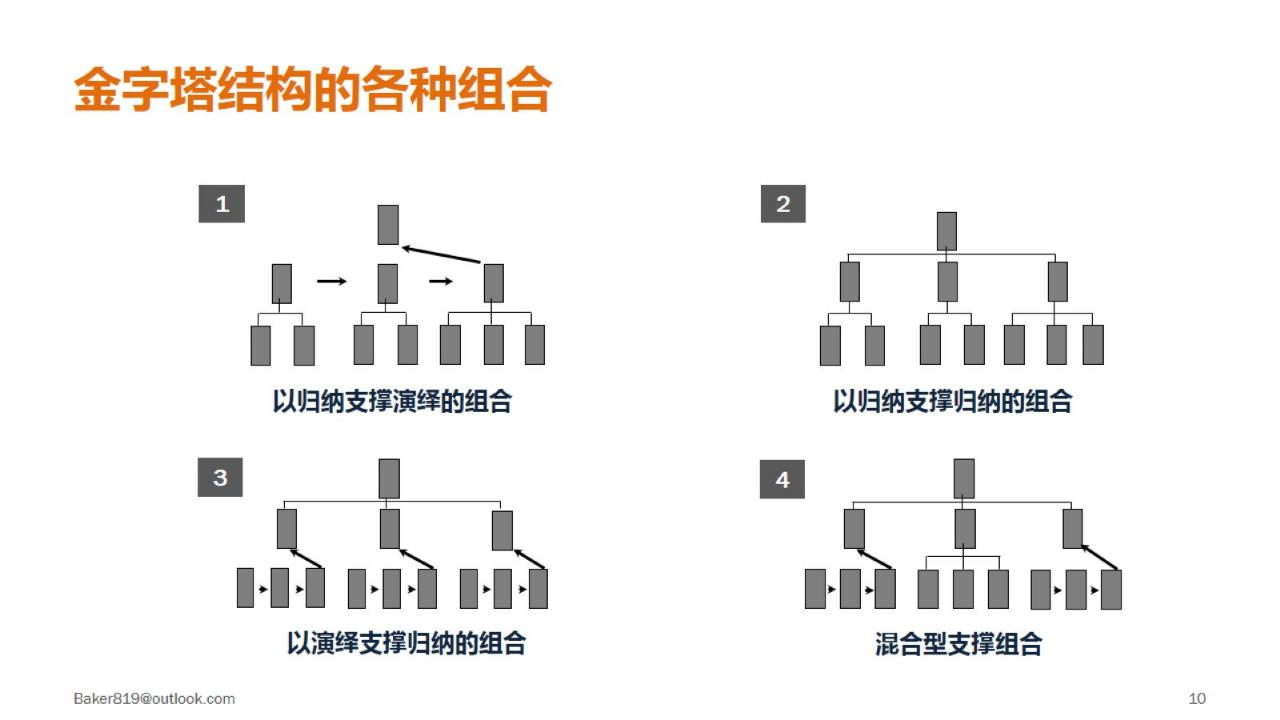 金字塔结构的各种组合
1
2
以归纳支撑演绎的组合
以归纳支撑归纳的组合
3
4
以演绎支撑归纳的组合
混合型支撑组合
Baker819@outlook.com
10